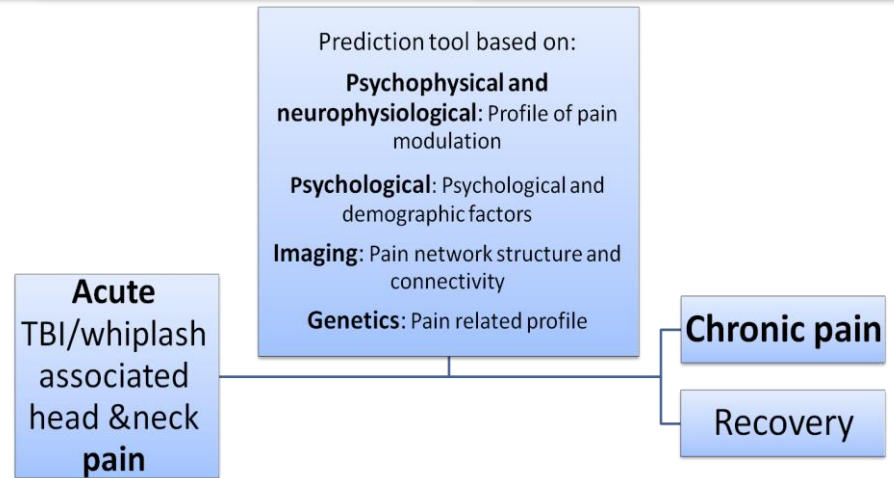 Prediction tool based on:
Psychophysical and
neurophysiological: Profile of pain
modulation
Psychological: Psychological and
demographic factors
Imaging: Pain network structure and
connectivity
Genetics: Pain related profile
Acute
TBI/whiplash
associated
head &neck
pain
Chronic pain
Recovery